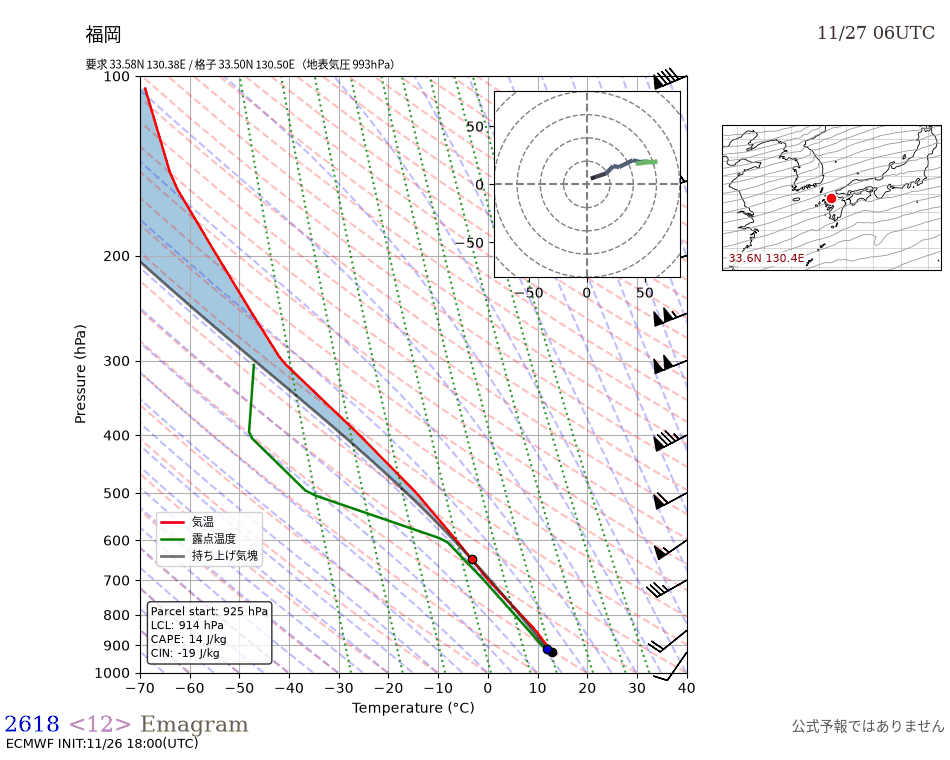 福岡
11/27 06UTC
要求 33.58N 130.38E / 格子 33.50N 130.50E（地表気圧 993hPa）
100
200
300
400
500
600
700
800
900
1000
Pressure (hPa)
50
0
−50
−50 0 50
33.6N 130.4E
気温
露点温度
持ち上げ気塊
Parcel start: 925 hPa
LCL: 914 hPa
CAPE: 14 J/kg
CIN: -19 J/kg
−70 −60 −50 −40 −30 −20 −10 0 10 20 30 40
Temperature (°C)
2618 <12> Emagram
公式予報ではありません
ECMWF INIT:11/26 18:00(UTC)